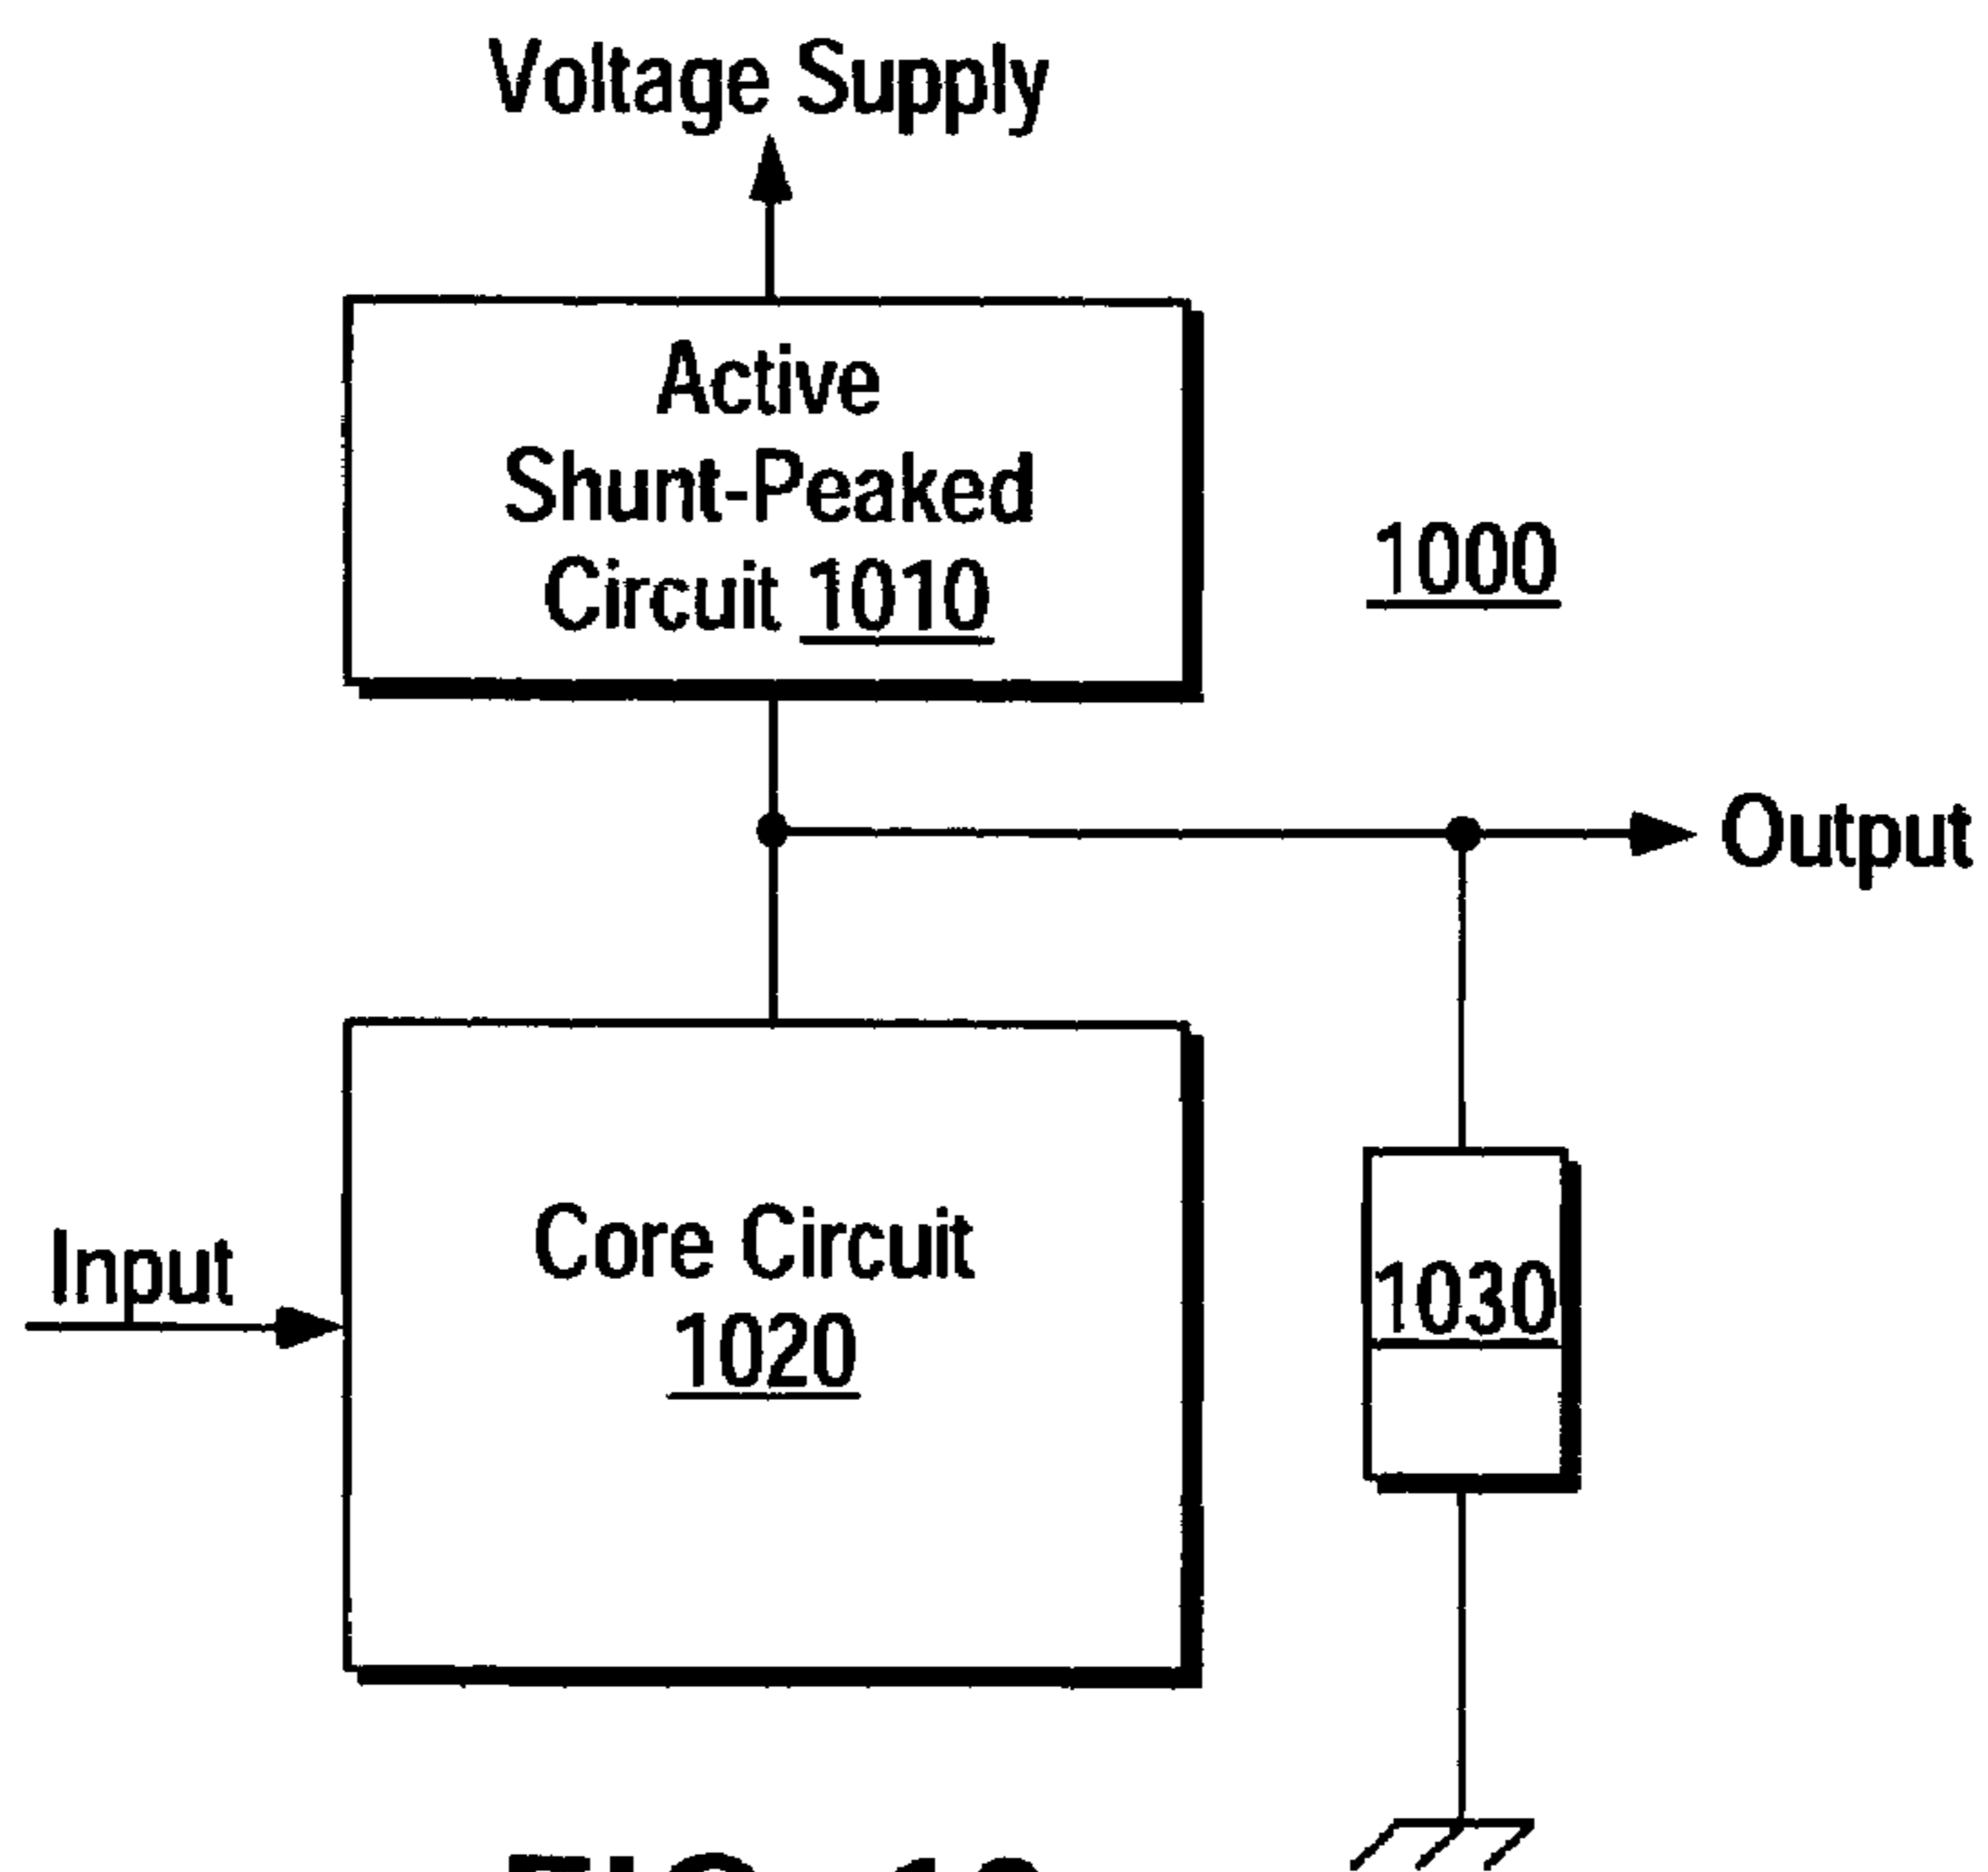 Voltage Supply
Active
Shunt-Peaked
Circuit 1010
1000
Output
Input
Core Circuit
1020
1030